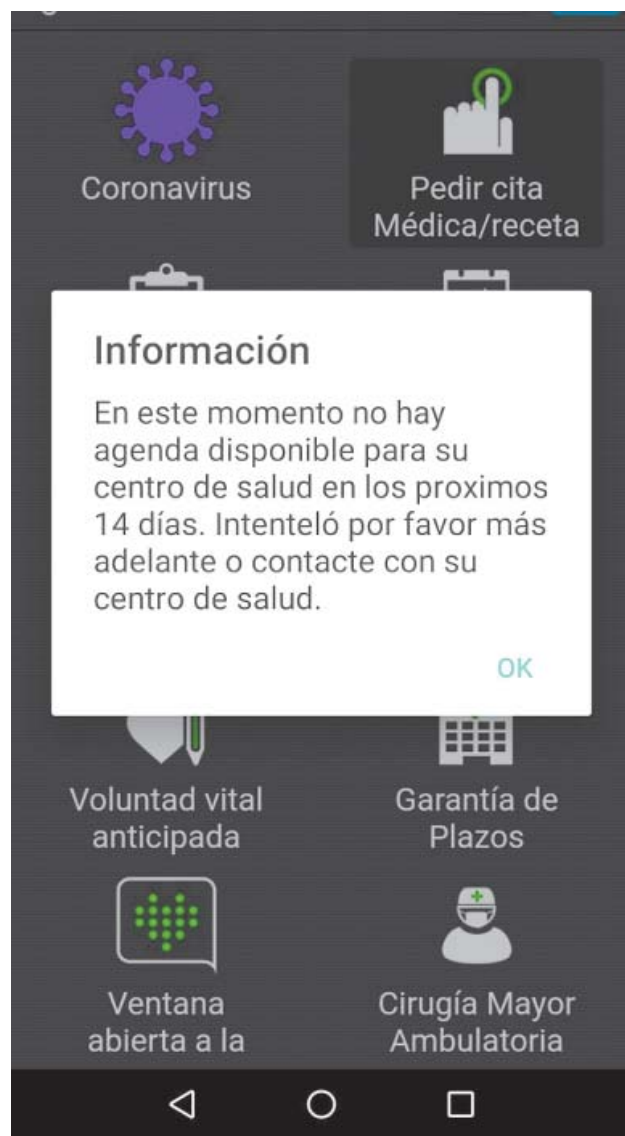 Coronavirus
Pedir cita
Médica/receta
Información
En este momento no hay
agenda disponible para su
centro de salud en los proximos
14 días. Inteneló por favor más
adelante o contacte con su
centro de salud.
OK
Voluntad vital
anticipada
Garantía de
Plazos
Ventana
abierta a la
Cirugía Mayor
Ambulatoria